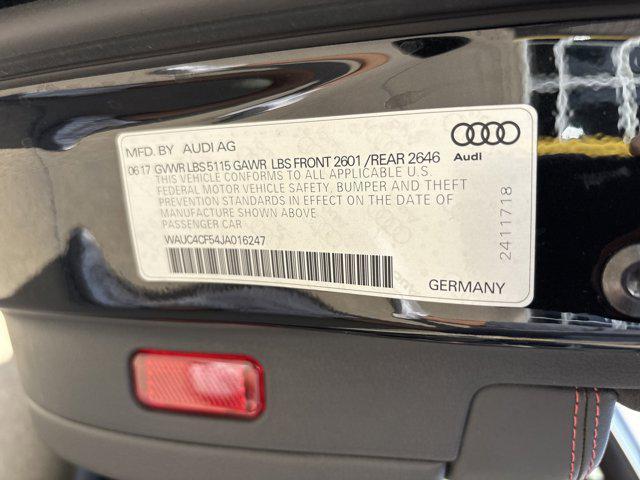 MFD. BY AUDI AG
06.17 GVWR LBS 5115 GAWR LBS FRONT 2601 /REAR 2646
THIS VEHICLE CONFORMS TO ALL APPLICABLE U.S.
FEDERAL MOTOR VEHICLE SAFETY, BUMPER AND THEFT
PREVENTION STANDARDS IN EFFECT ON THE DATE OF
MANUFACTURE SHOWN ABOVE
PASSENGER CAR
WAUC4CF54JA016247
GERMANY
Audi
2411718